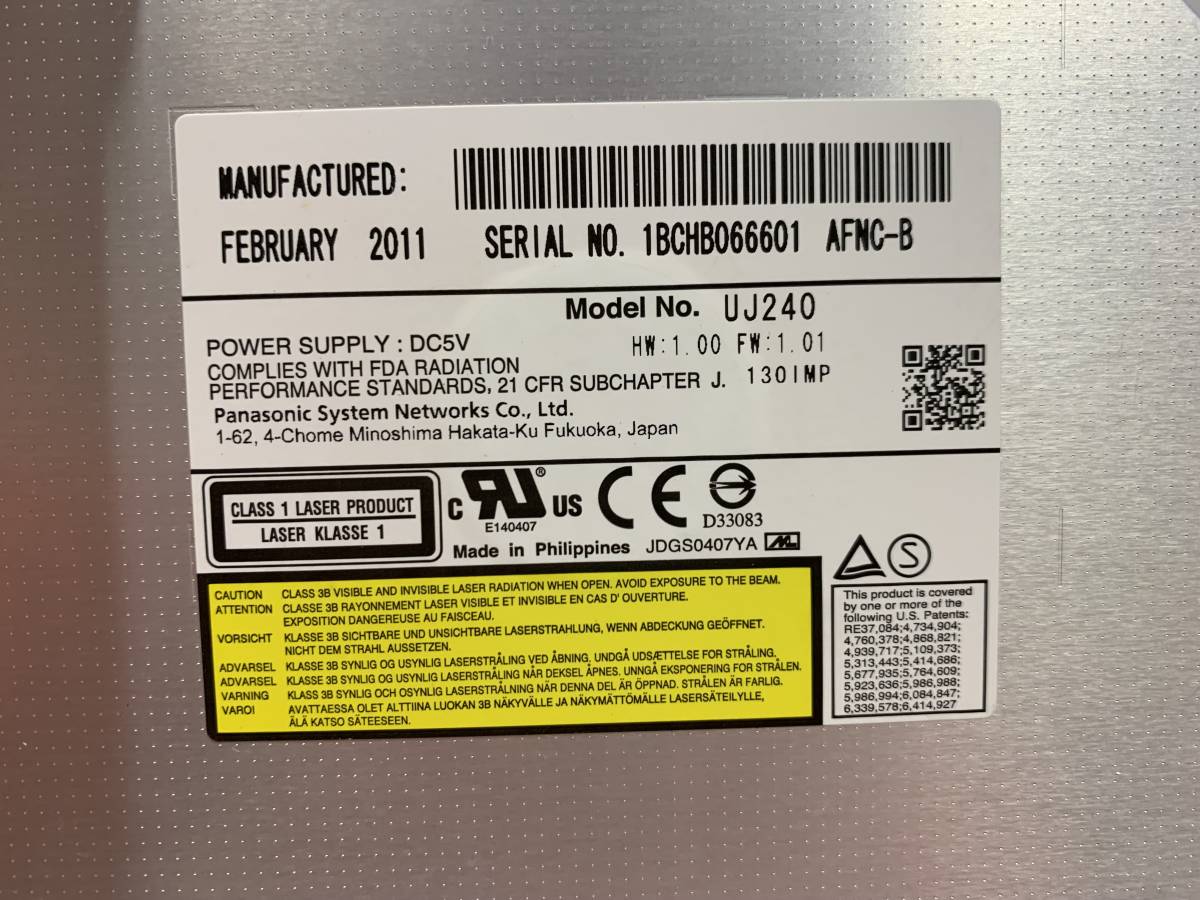 MANUFACTURED:
FEBRUARY 2011 SERIAL NO. 1BCHB066601 AFNC-B
Model No. UJ240
POWER SUPPLY : DC5V HW:1.00 FW:1.01
COMPLIES WITH FDA RADIATION
PERFORMANCE STANDARDS, 21 CFR SUBCHAPTER J. 130IMP
Panasonic System Networks Co., Ltd.
1-62, 4-Chome Minoshima Hakata-Ku Fukuoka, Japan
CLASS 1 LASER PRODUCT
LASER KLASSE 1
C RU ® US CE
E140407 D33083
Made in Philippines JDGS0407YA
S
CAUTION CLASS 3B VISIBLE AND INVISIBLE LASER RADIATION WHEN OPEN. AVOID EXPOSURE TO THE BEAM.
ATTENTION CLASSE 3B RAYONNEMENT LASER VISIBLE ET INVISIBLE EN CAS D' OUVERTURE.
EXPOSITION DANGEREUSE AU FAISCEAU.
VORSICHT KLASSE 3B SICHTBARE UND UNSICHTBARE LASERSTRAHLUNG, WENN ABDECKUNG GEÖFFNET.
NICHT DEM STRAHL AUSSETZEN.
ADVARSEL KLASSE 3B SYNLIG OG USYNLIG LASERSTRÅLING VED ÅBNING. UNDGÅ UDSÆTTELSE FOR STRÅLING.
ADVARSEL KLASSE 3B SYNLIG OG USYNLIG LASERSTRÅLING NÅR DEKSEL ÅPNES. UNNGÅ EKSPONERING FOR STRÅLEN.
VARNING KLASS 3B SYNLIG OCH OSYNLIG LASERSTRÅLNING NÄR DENNA DEL ÄR ÖPPNAD. STRÅLEN ÄR FARLIG.
VARO! AVATTAESSA OLET ALTTIINA LUOKAN 3B NÄKYVÄLLE JA NÄKYMÄTTÖMÄLLE LASERSÄTEILYLLE,
ÄLÄ KATSO SÄTEESEEN.
This product is covered
by one or more of the
following U.S. Patents:
RE37,084;4,734,904;
4,760,378;4,868,821;
4,939,717;5,109,373;
5,313,443;5,414,686;
5,677,935;5,764,609;
5,923,636;5,986,988;
5,986,994;6,084,847;
6,339,578;6,414,927